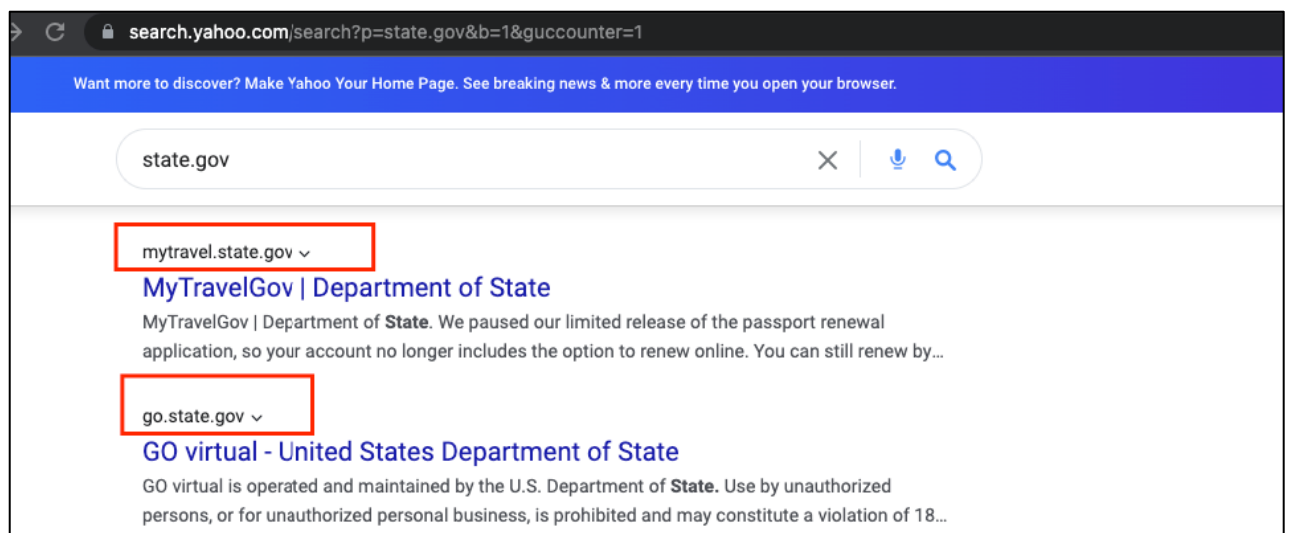 search.yahoo.com/search?p=state.gov&b=1&guccounter=1
Want more to discover? Make Yahoo Your Home Page. See breaking news & more every time you open your browser.
state.gov
mytravel.state.gov
MyTravelGov | Department of State
MyTravelGov | Department of State. We paused our limited release of the passport renewal
application, so your account no longer includes the option to renew online. You can still renew by…
go.state.gov
GO virtual - United States Department of State
GO virtual is operated and maintained by the U.S. Department of State. Use by unauthorized
persons, or for unauthorized personal business, is prohibited and may constitute a violation of 18…